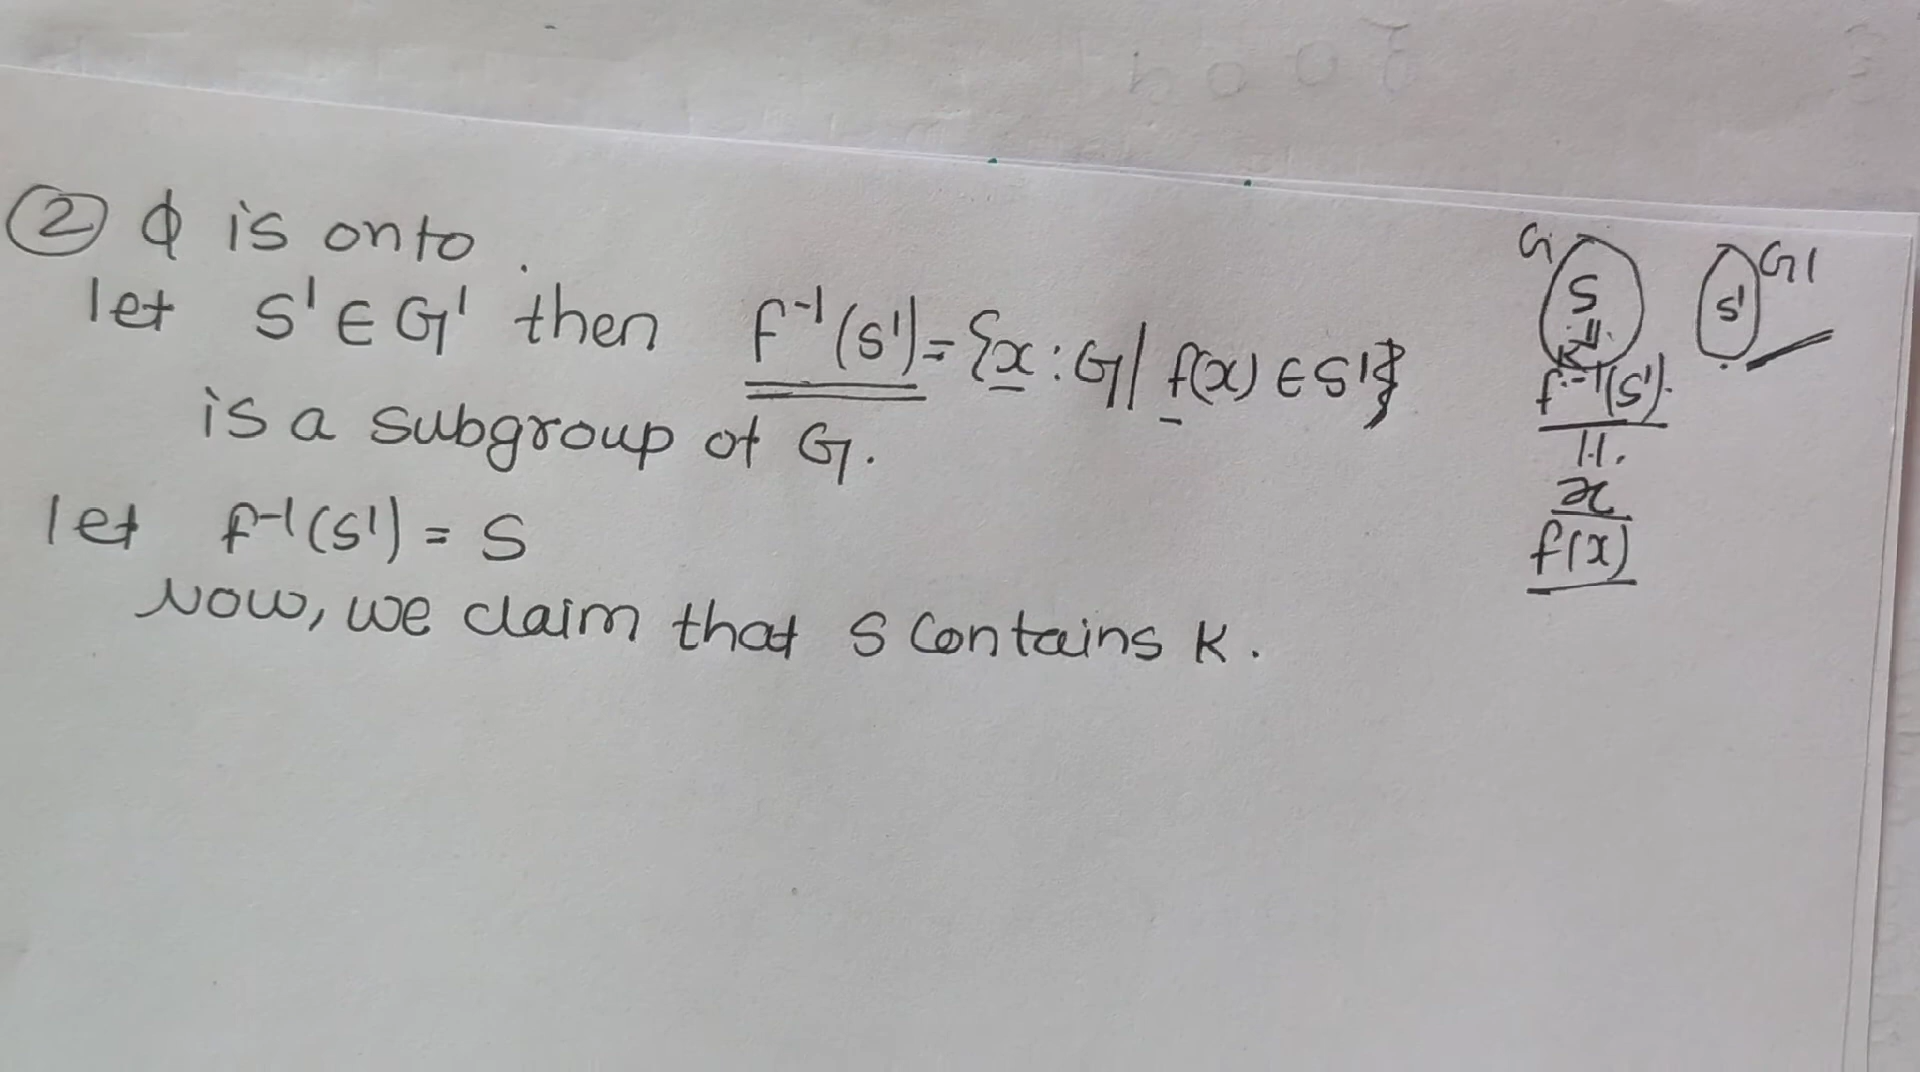 ② ϕ is onto.
let S' ∈ G' then f⁻¹(S') = {x : G | f(x) ∈ S'}
is a subgroup of G.
let f⁻¹(S') = S
Now, we claim that S contains K.
G S G' S'
f⁻¹(S').
x
f(x)